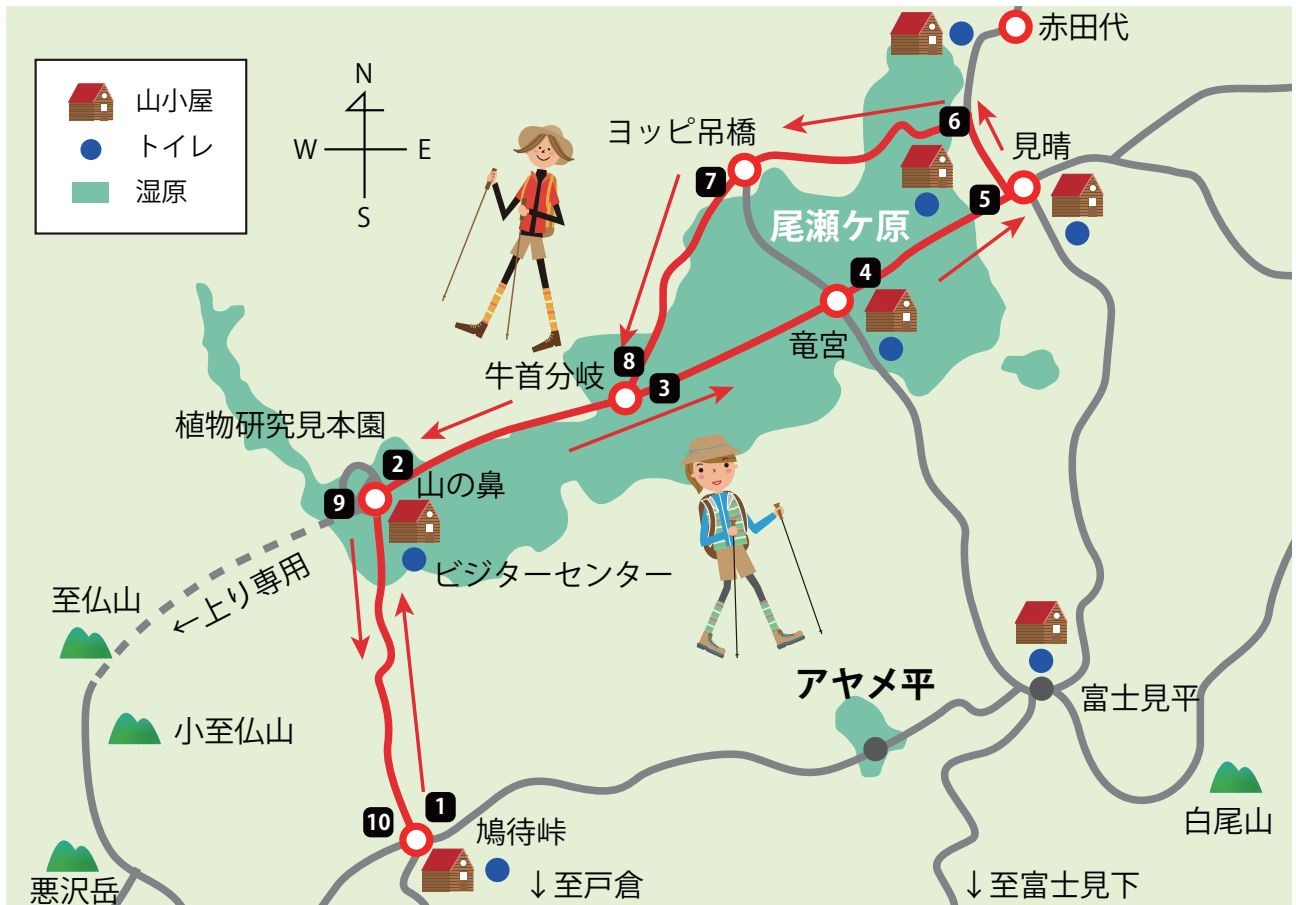 山小屋
トイレ
湿原
N
W
E
S
赤田代
ヨッピ吊橋
見晴
尾瀬ケ原
竜宮
牛首分岐
植物研究見本園
山の鼻
ビジターセンター
←上り専用
至仏山
小至仏山
悪沢岳
アヤメ平
富士見平
白尾山
鳩待峠
↓至戸倉
↓至富士見下
1
2
3
4
5
6
7
8
9
10